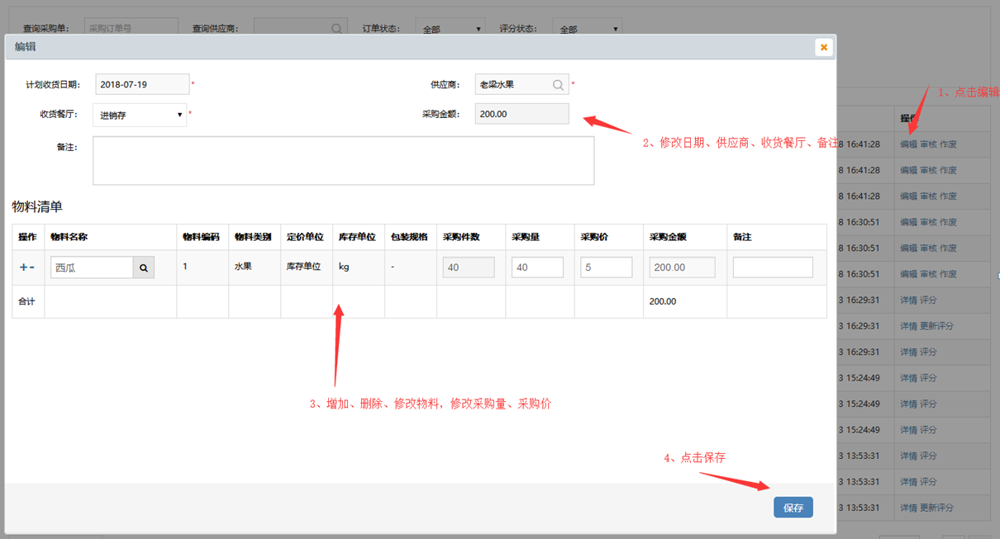 查询采购单: 采购订单号 查询供应商: 订单状态: 全部 评分状态: 全部
编辑
计划收货日期: 2018-07-19 * 供应商: 老梁水果 *
1、点击编辑
收货餐厅: 进销存 * 采购金额: 200.00
操作
2、修改日期、供应商、收货餐厅、备注
备注:
8 16:41:28 编辑 审核 作废
8 16:41:28 编辑 审核 作废
8 16:41:28 编辑 审核 作废
物料清单
8 16:30:51 编辑 审核 作废
操作 物料名称 物料编码 物料类别 定价单位 库存单位 包装规格 采购件数 采购量 采购价 采购金额 备注
8 16:30:51 编辑 审核 作废
+- 西瓜 1 水果 库存单位 kg - 40 40 5 200.00
8 16:30:51 编辑 审核 作废
合计 200.00
3 16:29:31 详情 评分
3 16:29:31 详情 更新评分
3 16:29:31 详情 评分
3 15:24:49 详情 评分
3、增加、删除、修改物料，修改采购量、采购价
3 15:24:49 详情 评分
3 15:24:49 详情 评分
4、点击保存
3 13:53:31 详情 评分
3 13:53:31 详情 评分
保存
3 13:53:31 详情 更新评分